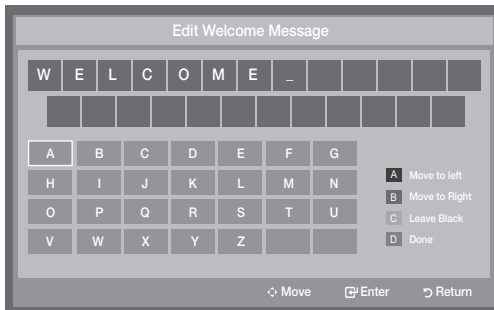 Edit Welcome Message
W E L C O M E _
A B C D E F G
H I J K L M N
O P Q R S T U
V W X Y Z
A Move to left
B Move to Right
C Leave Black
D Done
Move Enter Return